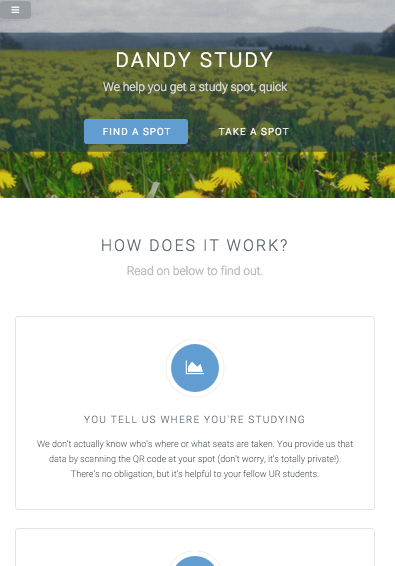 DANDY STUDY
We help you get a study spot, quick
FIND A SPOT
TAKE A SPOT
HOW DOES IT WORK?
Read on below to find out.
YOU TELL US WHERE YOU'RE STUDYING
We don't actually know who's where or what seats are taken. You provide us that
data by scanning the QR code at your spot (don't worry, it's totally private!).
There's no obligation, but it's helpful to your fellow UR students.